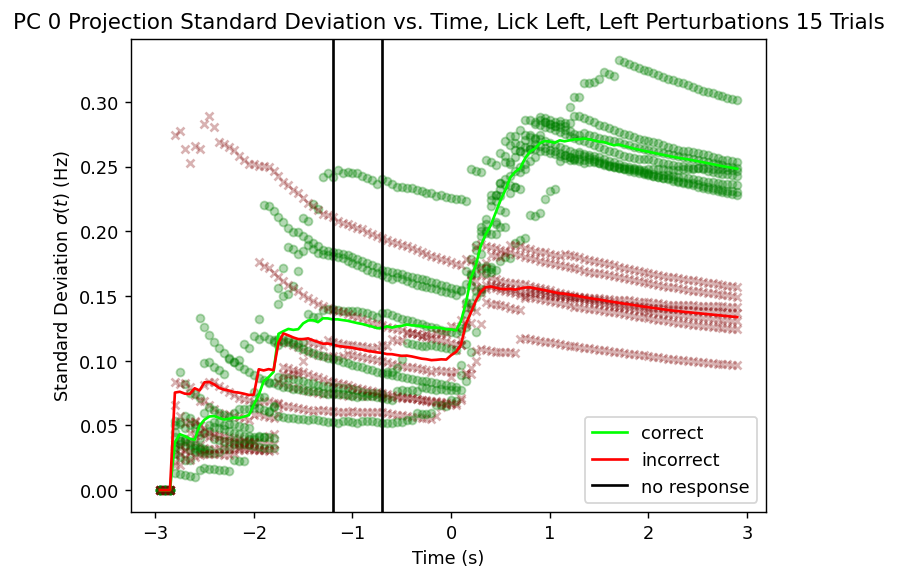 PC 0 Projection Standard Deviation vs. Time, Lick Left, Left Perturbations 15 Trials
Standard Deviation σ(t) (Hz)
0.30
0.25
0.20
0.15
0.10
0.05
0.00
correct
incorrect
no response
−3 −2 −1 0 1 2 3
Time (s)